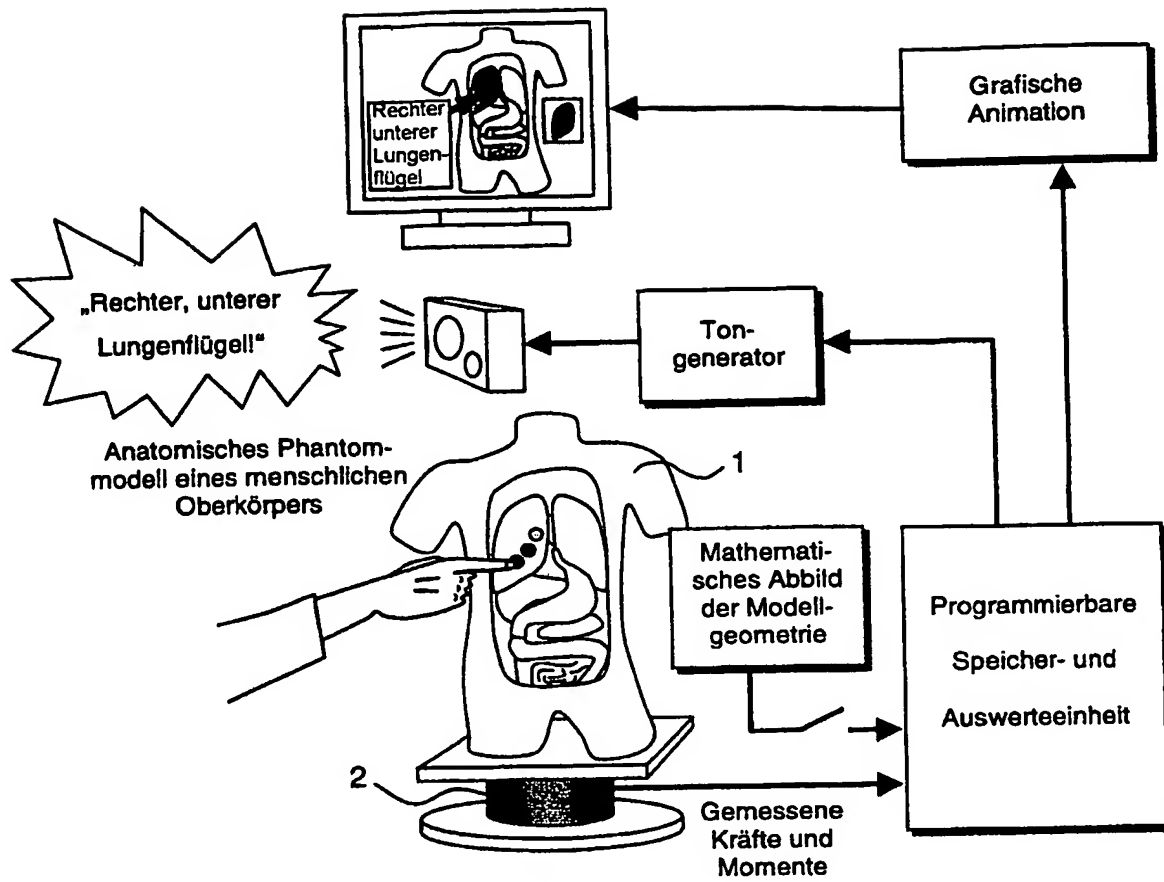 Rechter
unterer
Lungen-
flügel
Grafische
Animation
„Rechter, unterer
Lungenflügel!“
Ton-
generator
Anatomisches Phantom-
modell eines menschlichen
Oberkörpers
1
Mathemati-
sches Abbild
der Modell-
geometrie
Programmierbare
Speicher- und
Auswerteeinheit
2
Gemessene
Kräfte und
Momente